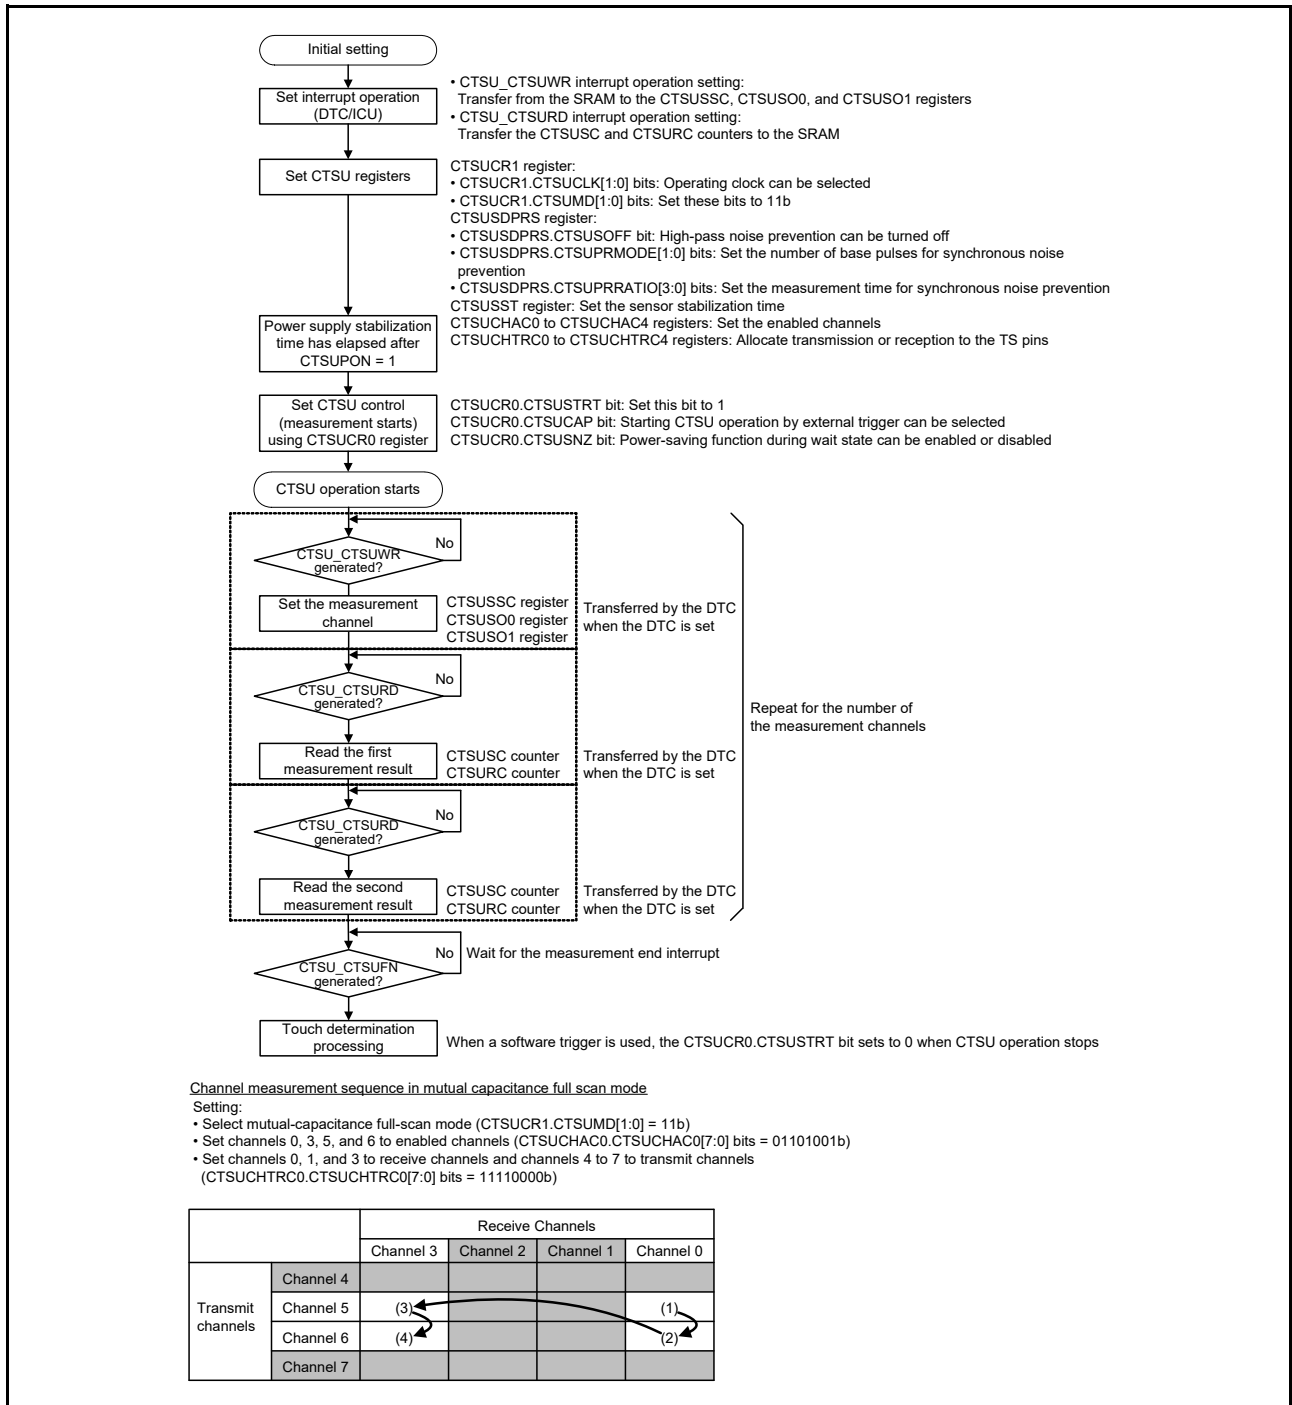 Initial setting
Set interrupt operation
(DTC/ICU)
• CTSU_CTSUWR interrupt operation setting:
Transfer from the SRAM to the CTSUSSC, CTSUSO0, and CTSUSO1 registers
• CTSU_CTSURD interrupt operation setting:
Transfer the CTSUSC and CTSURC counters to the SRAM
Set CTSU registers
CTSUCR1 register:
• CTSUCR1.CTSUCLK[1:0] bits: Operating clock can be selected
• CTSUCR1.CTSUMD[1:0] bits: Set these bits to 11b
CTSUSDPRS register:
• CTSUSDPRS.CTSUSOFF bit: High-pass noise prevention can be turned off
• CTSUSDPRS.CTSUPRMODE[1:0] bits: Set the number of base pulses for synchronous noise
prevention
• CTSUSDPRS.CTSUPRRATIO[3:0] bits: Set the measurement time for synchronous noise prevention
CTSUSST register: Set the sensor stabilization time
CTSUCHAC0 to CTSUCHAC4 registers: Set the enabled channels
CTSUCHTRC0 to CTSUCHTRC4 registers: Allocate transmission or reception to the TS pins
Power supply stabilization
time has elapsed after
CTSUPON = 1
Set CTSU control
(measurement starts)
using CTSUCR0 register
CTSUCR0.CTSUSTRT bit: Set this bit to 1
CTSUCR0.CTSUCAP bit: Starting CTSU operation by external trigger can be selected
CTSUCR0.CTSUSNZ bit: Power-saving function during wait state can be enabled or disabled
CTSU operation starts
CTSU_CTSUWR
generated?
No
Set the measurement
channel
CTSUSSC register
CTSUSO0 register
CTSUSO1 register
Transferred by the DTC
when the DTC is set
CTSU_CTSURD
generated?
No
Read the first
measurement result
CTSUSC counter
CTSURC counter
Transferred by the DTC
when the DTC is set
Repeat for the number of
the measurement channels
CTSU_CTSURD
generated?
No
Read the second
measurement result
CTSUSC counter
CTSURC counter
Transferred by the DTC
when the DTC is set
CTSU_CTSUFN
generated?
No
Wait for the measurement end interrupt
Touch determination
processing
When a software trigger is used, the CTSUCR0.CTSUSTRT bit sets to 0 when CTSU operation stops
Channel measurement sequence in mutual capacitance full scan mode
Setting:
• Select mutual-capacitance full-scan mode (CTSUCR1.CTSUMD[1:0] = 11b)
• Set channels 0, 3, 5, and 6 to enabled channels (CTSUCHAC0.CTSUCHAC0[7:0] bits = 01101001b)
• Set channels 0, 1, and 3 to receive channels and channels 4 to 7 to transmit channels
(CTSUCHTRC0.CTSUCHTRC0[7:0] bits = 11110000b)
Receive Channels
Channel 3 Channel 2 Channel 1 Channel 0
Transmit
channels
Channel 4
Channel 5 (3) (1)
Channel 6 (4) (2)
Channel 7